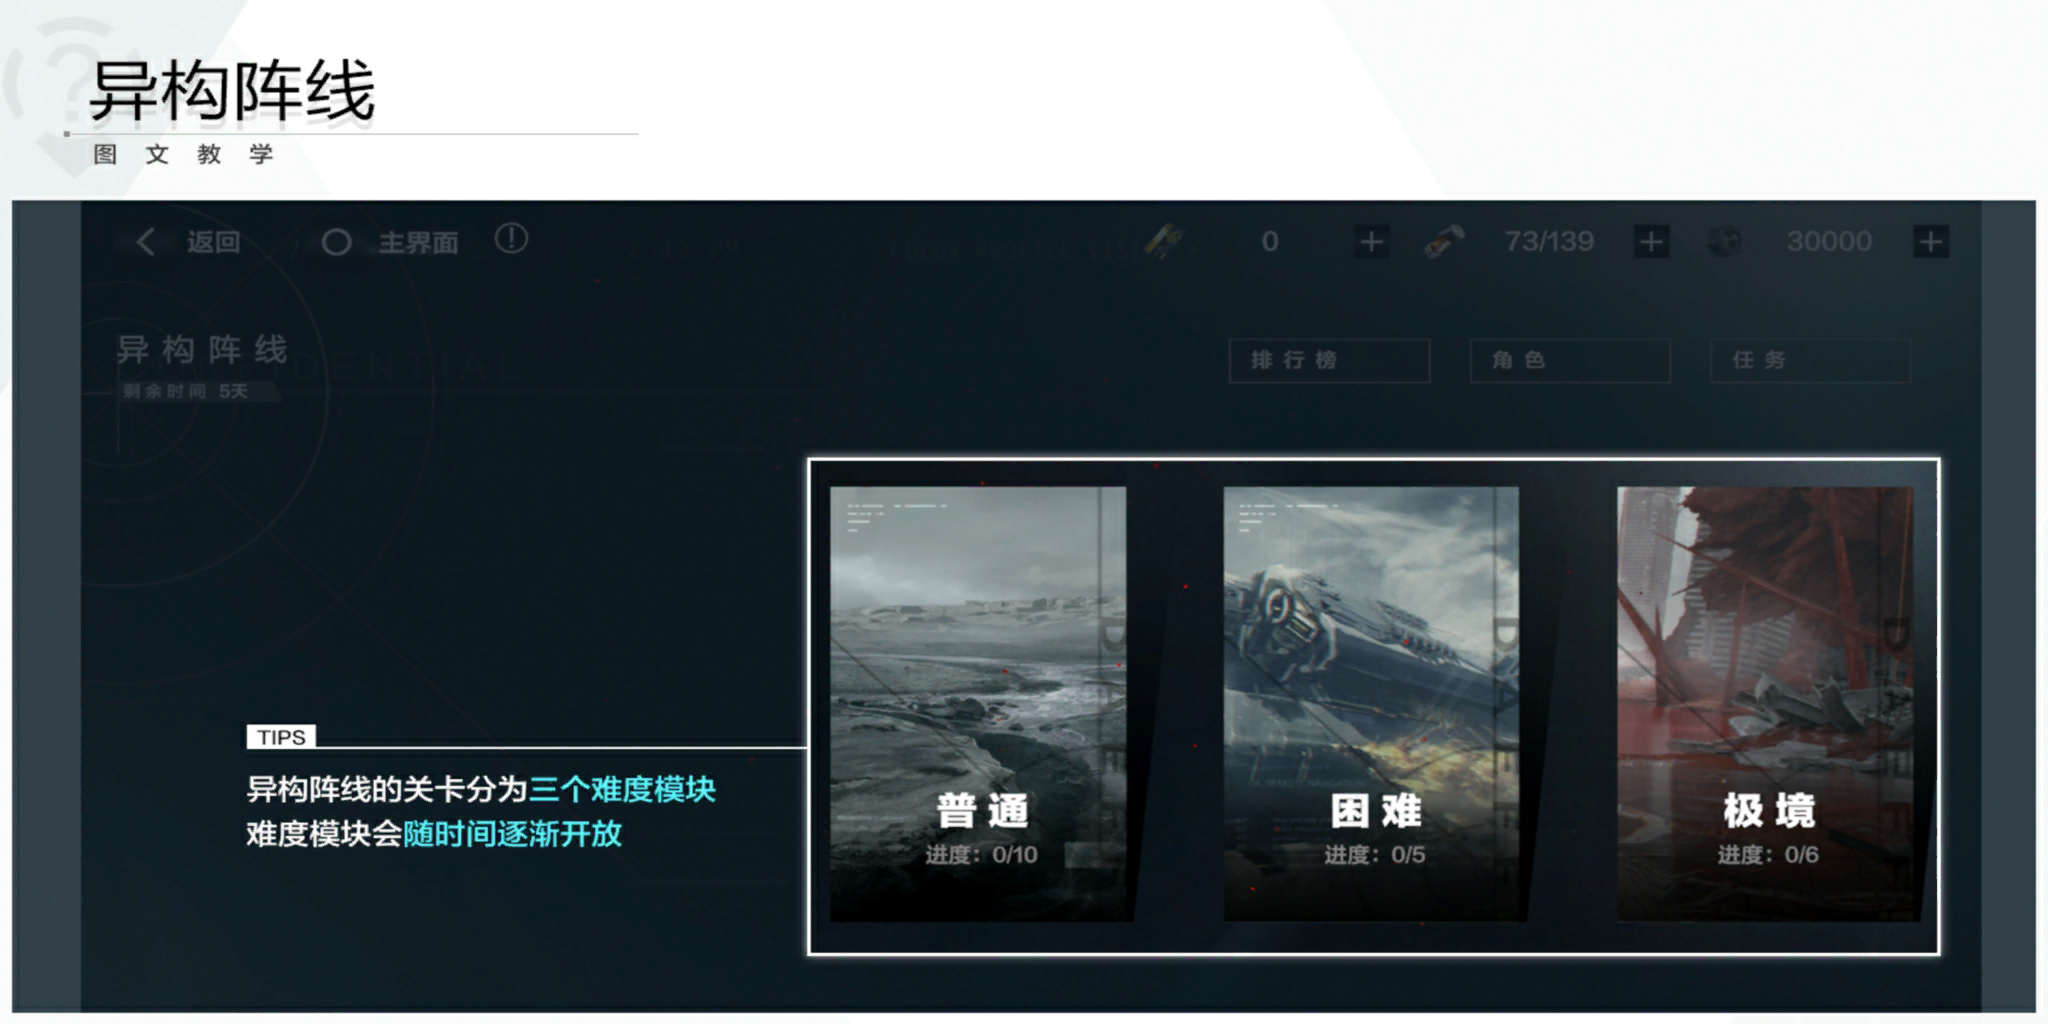 异构阵线
图文教学
返回
主界面
0
73/139
30000
异构阵线
剩余时间 5天
排行榜
角色
任务
TIPS
异构阵线的关卡分为三个难度模块
难度模块会随时间逐渐开放
普通
进度：0/10
困难
进度：0/5
极境
进度：0/6